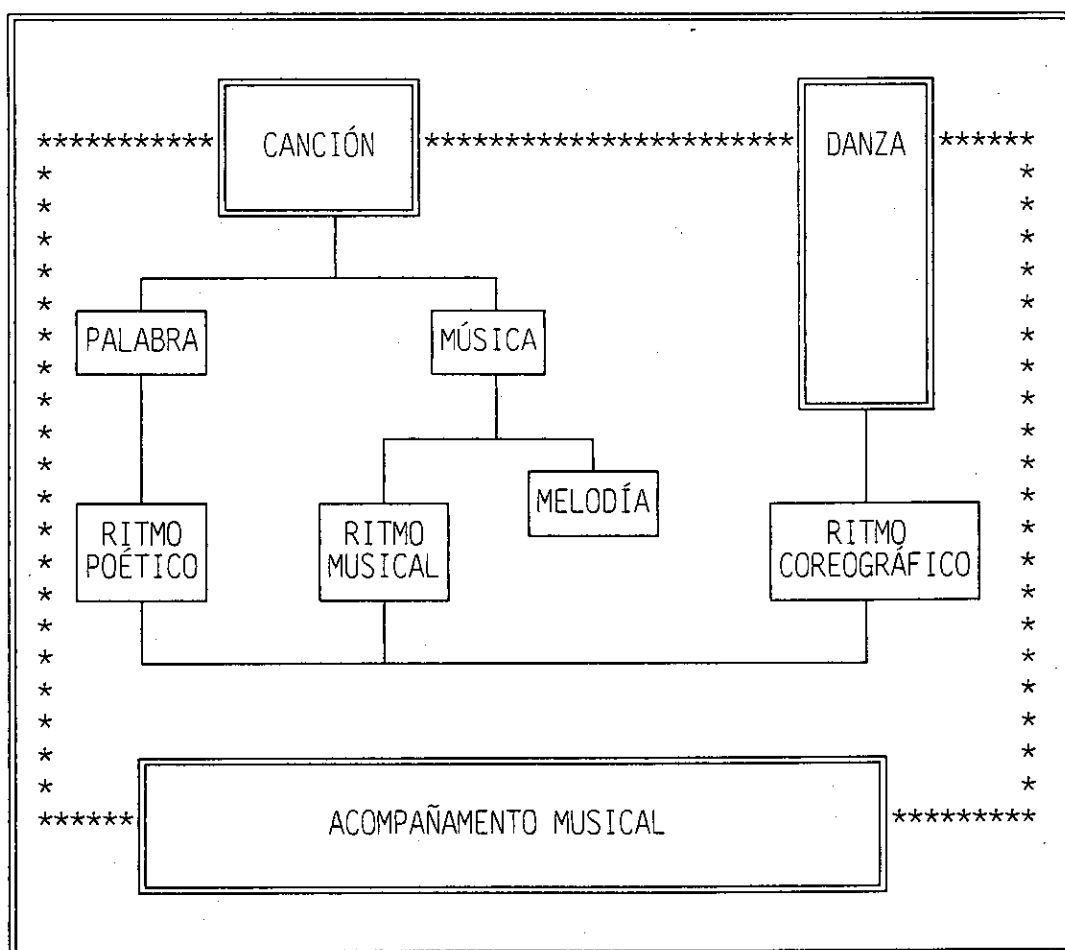 *********** CANCIÓN *********************** DANZA ******
PALABRA MÚSICA
MELODÍA
RITMO POÉTICO
RITMO MUSICAL
RITMO COREOGRÁFICO
****** ACOMPAÑAMENTO MUSICAL *********